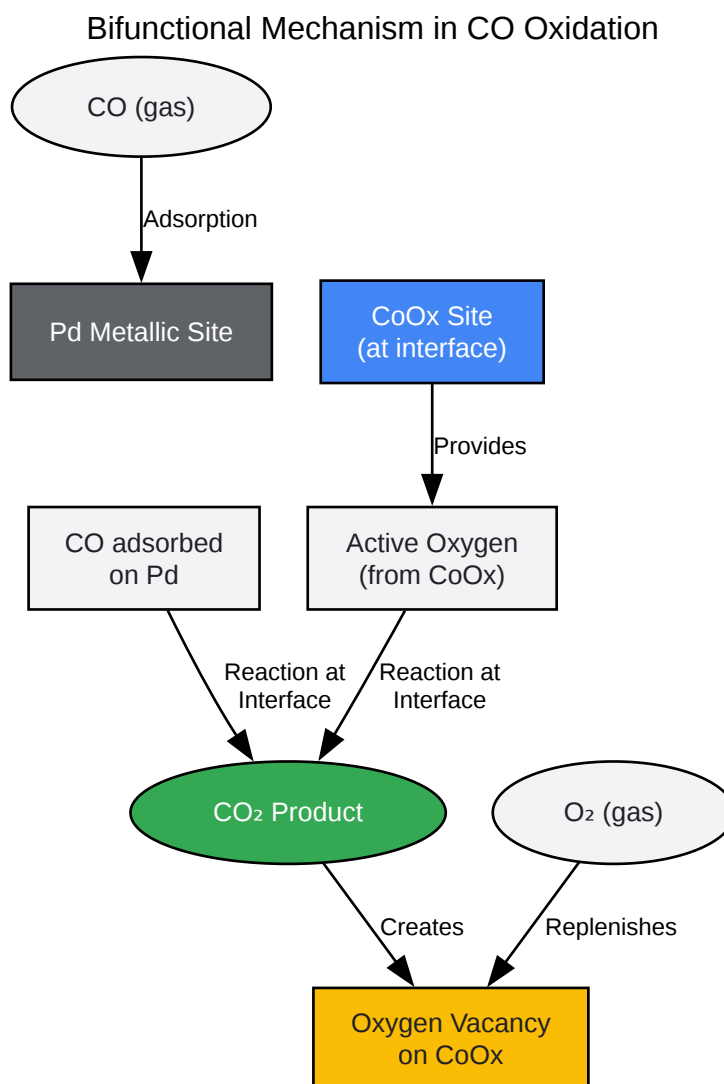 Bifunctional Mechanism in CO Oxidation
CO (gas)
Adsorption
Pd Metallic Site
CoOx Site
(at interface)
Provides
CO adsorbed
on Pd
Active Oxygen
(from CoOx)
Reaction at
Interface
Reaction at
Interface
CO₂ Product
O₂ (gas)
Creates
Replenishes
Oxygen Vacancy
on CoOx